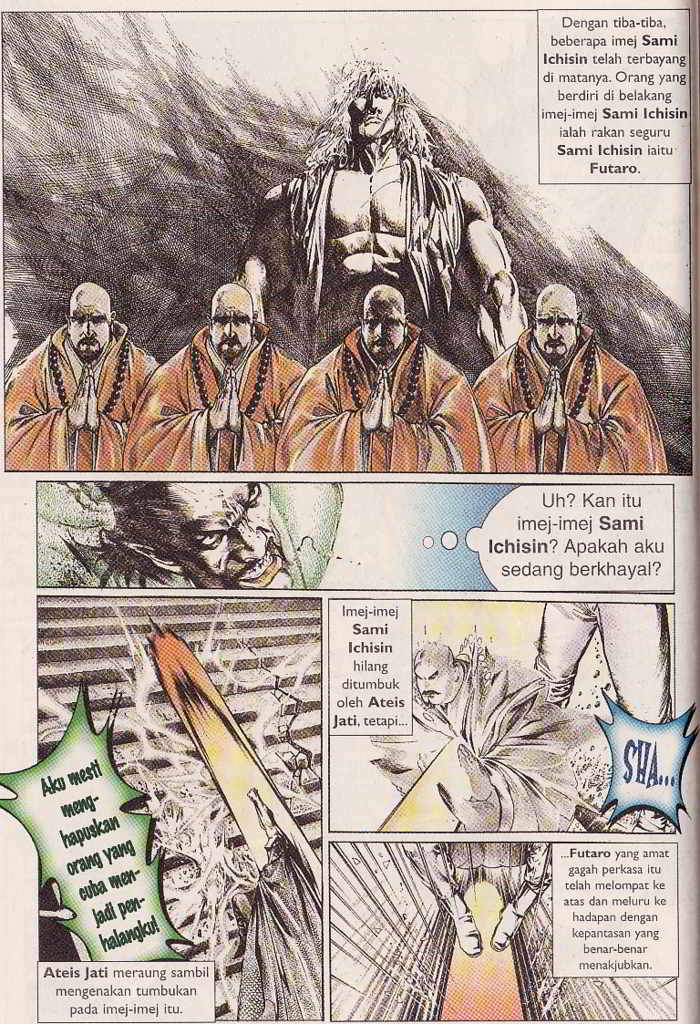 Dengan tiba-tiba,
beberapa imej Sami
Ichisin telah terbayang
di matanya. Orang yang
berdiri di belakang
imej-imej Sami Ichisin
ialah rakan seguru
Sami Ichisin iaitu
Futaro.
Uh? Kan itu
imej-imej Sami
Ichisin? Apakah aku
sedang berkhayal?
Aku mesti
meng-
hapuskan
orang yang
cuba men-
jadi pen-
halangku!
Ateis Jati meraung sambil
mengenakan tumbukan
pada imej-imej itu.
Imej-imej
Sami
Ichisin
hilang
ditumbuk
oleh Ateis
Jati, tetapi...
SHA...
...Futaro yang amat
gagah perkasa itu
telah melompat ke
atas dan meluru ke
hadapan dengan
kepantasan yang
benar-benar
menakjubkan.